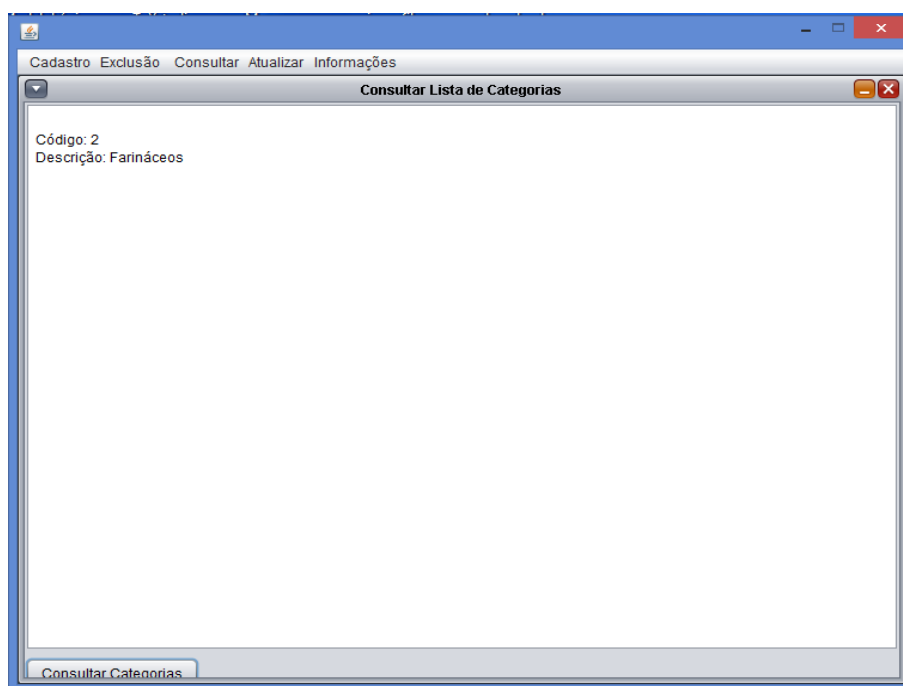 Cadastro Exclusão Consultar Atualizar Informações
Consultar Lista de Categorias
Código: 2
Descrição: Farináceos
Consultar Categorias